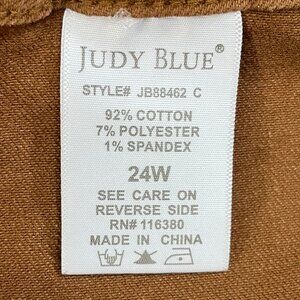 JUDY BLUE®
STYLE# JB88462 C
92% COTTON
7% POLYESTER
1% SPANDEX
24W
SEE CARE ON
REVERSE SIDE
RN# 116380
MADE IN CHINA